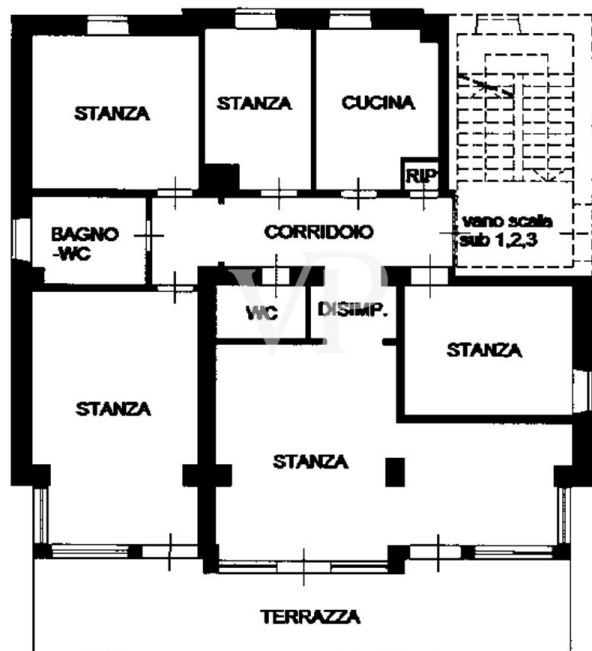 STANZA
STANZA
CUCINA
RIP
BAGNO
-WC
CORRIDOIO
vano scala
sub 1,2,3
VP
WC
DISIMP.
STANZA
STANZA
STANZA
TERRAZZA